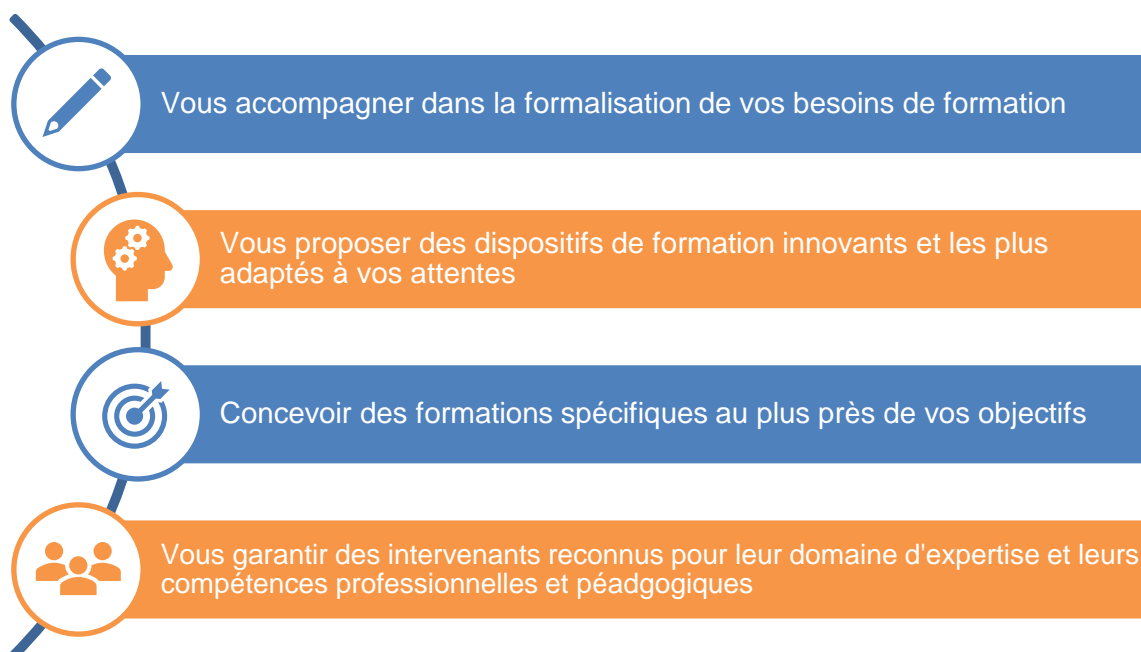 Vous accompagner dans la formalisation de vos besoins de formation
Vous proposer des dispositifs de formation innovants et les plus
adaptés à vos attentes
Concevoir des formations spécifiques au plus près de vos objectifs
Vous garantir des intervenants reconnus pour leur domaine d'expertise et leurs
compétences professionnelles et péadgogiques